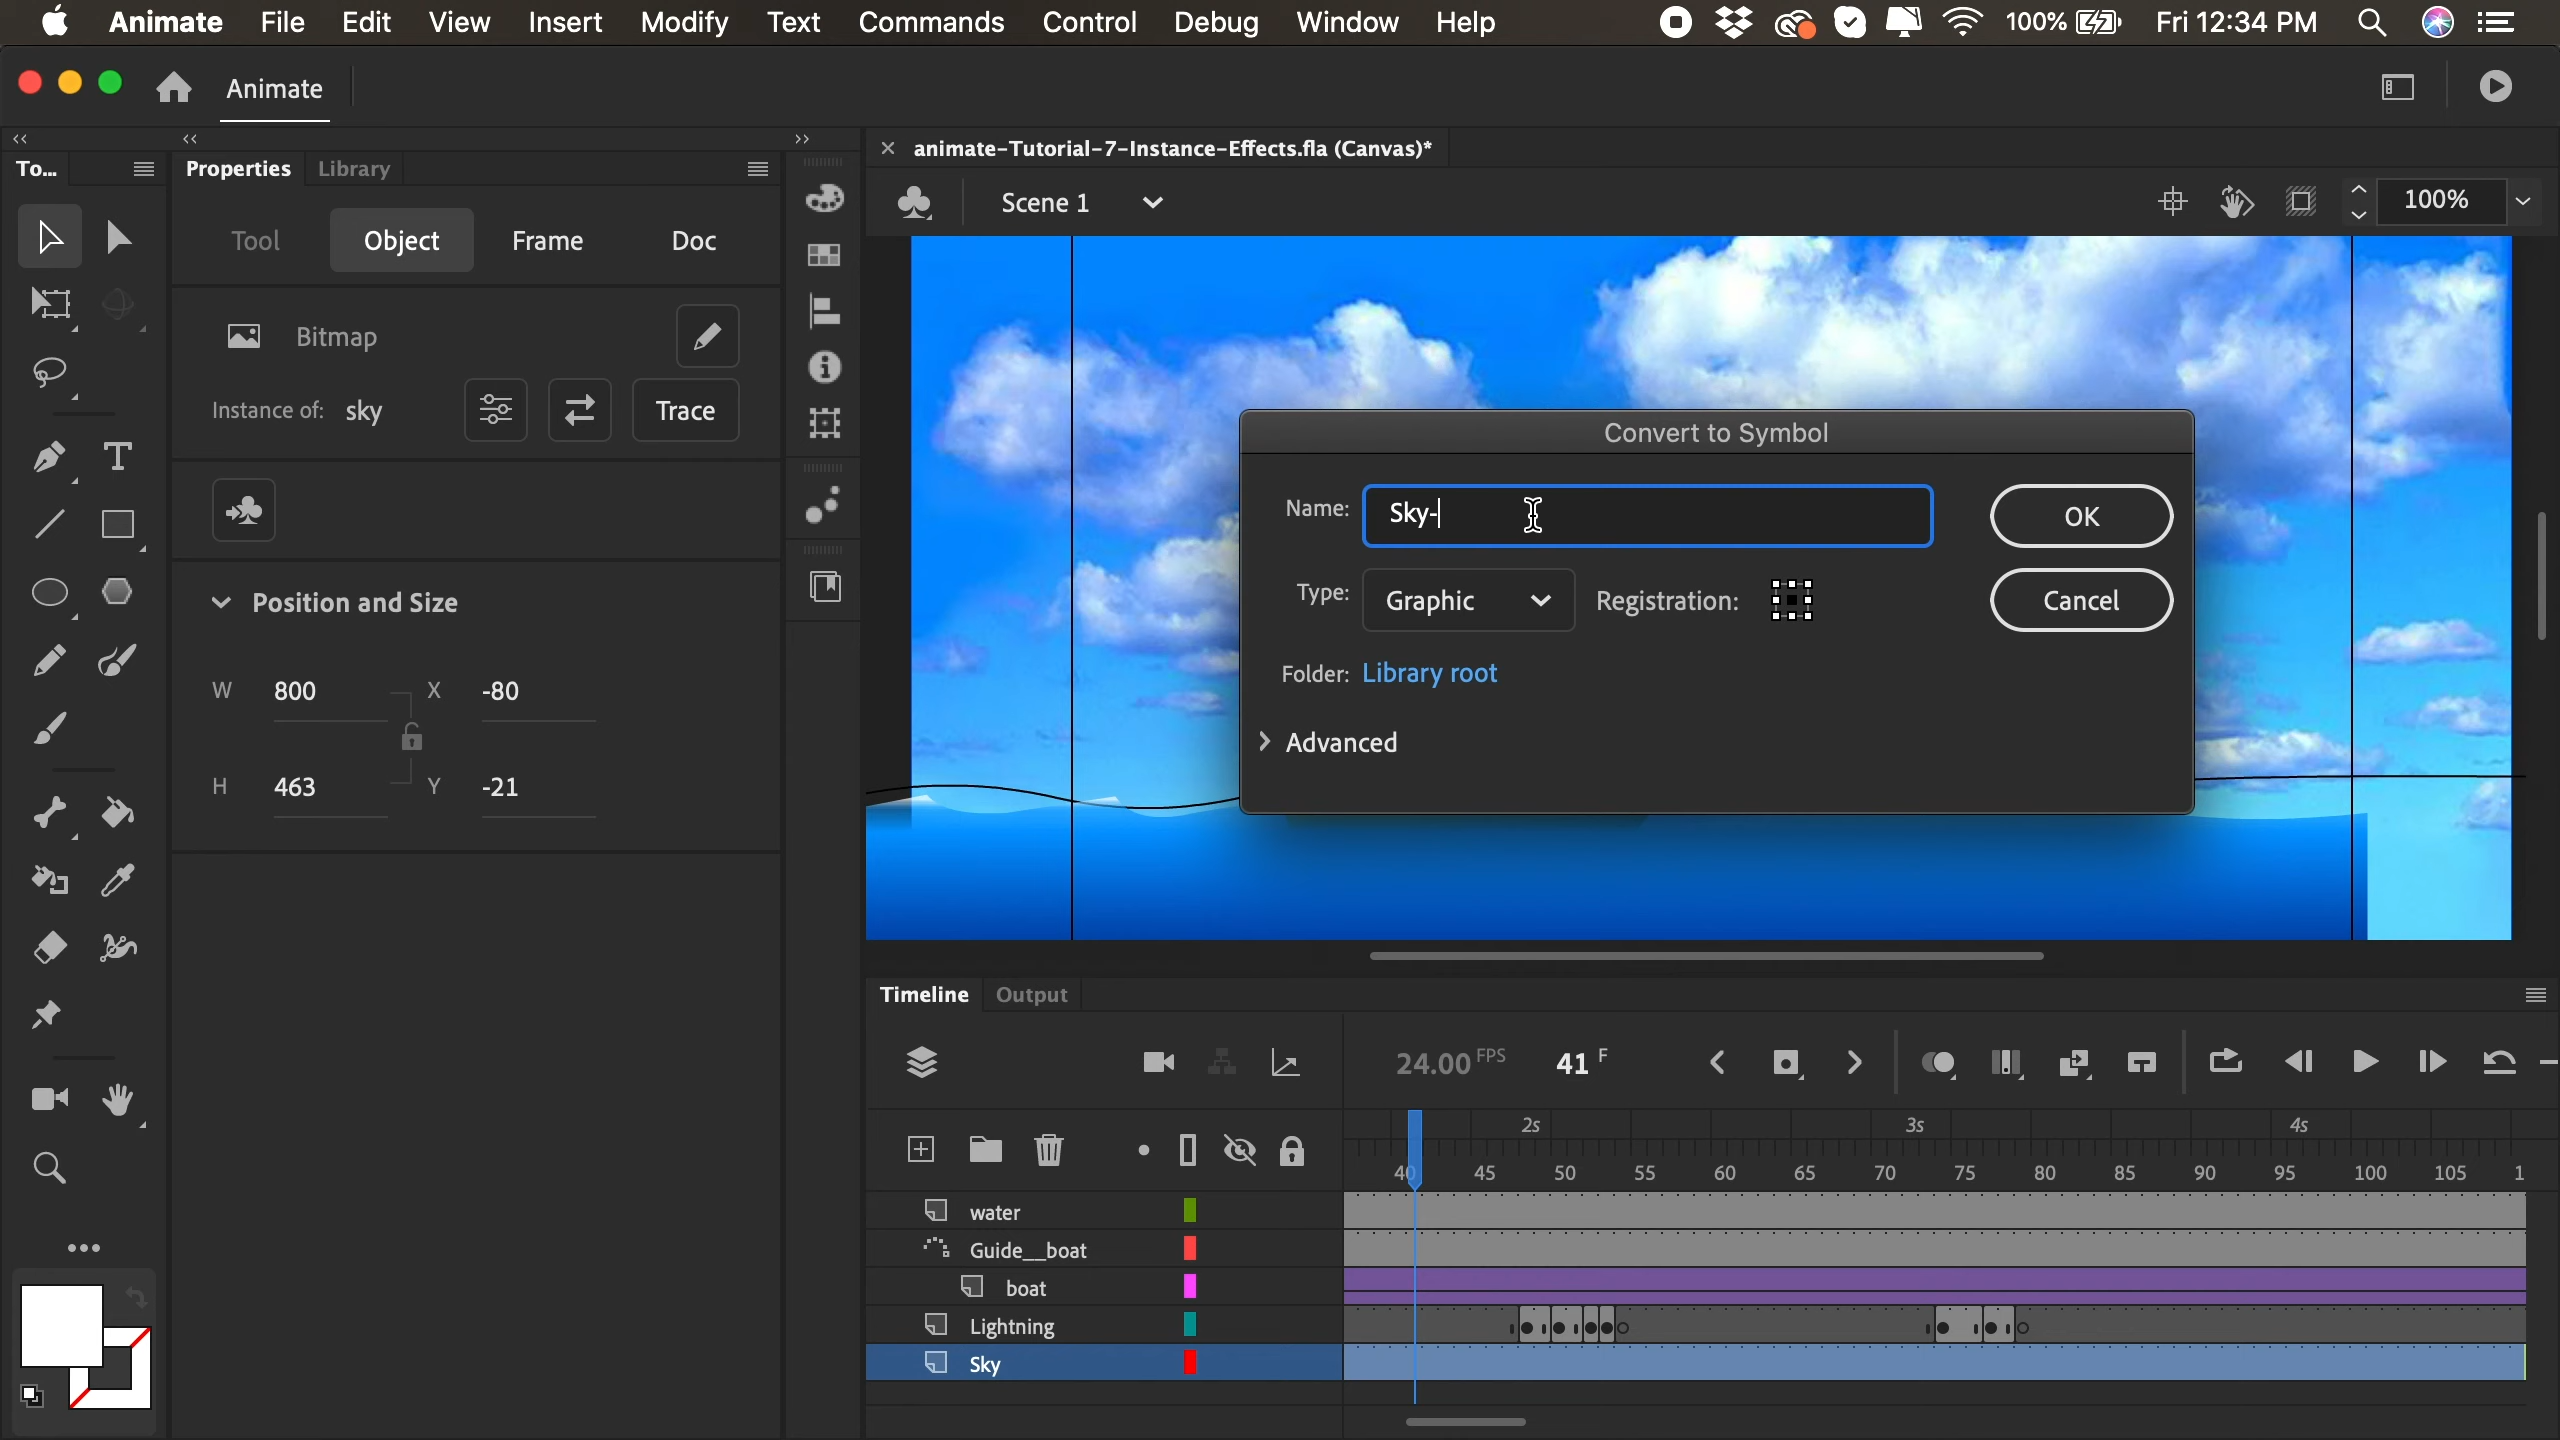 Animate File Edit View Insert Modify Text Commands Control Debug Window Help 100% Fri 12:34 PM
Animate
To... Properties Library
animate-Tutorial-7-Instance-Effects.fla (Canvas)*
Scene 1 100%
Tool Object Frame Doc
Bitmap
Instance of: sky Trace
Position and Size
W 800 X -80
H 463 Y -21
Convert to Symbol
Name: Sky- OK
Type: Graphic Registration: Cancel
Folder: Library root
Advanced
Timeline Output
24.00 FPS 41 F
2s 3s 4s
40 45 50 55 60 65 70 75 80 85 90 95 100 105 1
water
Guide__boat
boat
Lightning
Sky